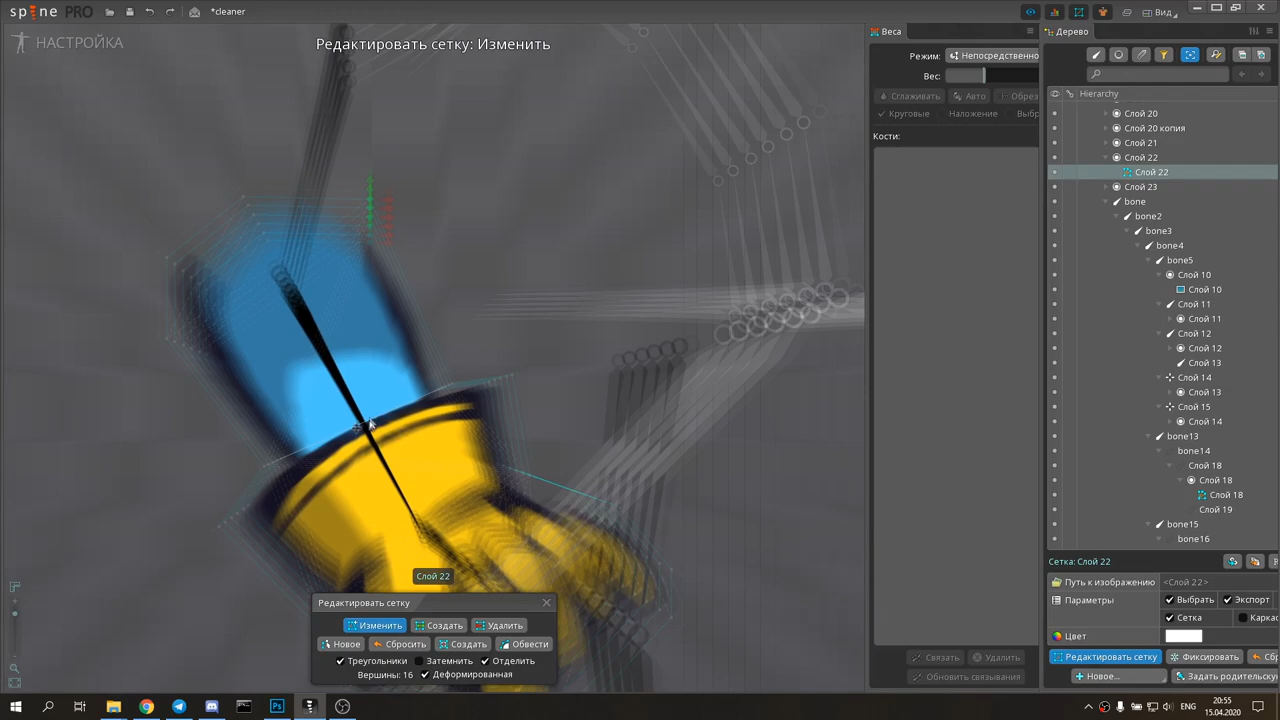 spine PRO *cleaner Вид
НАСТРОЙКА
Редактировать сетку: Изменить
Веса
Режим: Непосредственно
Вес:
Сглаживать Авто Обрез
Круговые Наложение Выбр
Кости:
Связать Удалить
Обновить связывания
Дерево
Hierarchy
Слой 20
Слой 20 копия
Слой 21
Слой 22
Слой 22
Слой 23
bone
bone2
bone3
bone4
bone5
Слой 10
Слой 10
Слой 11
Слой 11
Слой 12
Слой 12
Слой 13
Слой 14
Слой 13
Слой 15
Слой 14
bone13
bone14
Слой 18
Слой 18
Слой 18
Слой 19
bone15
bone16
Сетка: Слой 22
Путь к изображению <Слой 22>
Параметры Выбрать Экспорт
Сетка Каркас
Цвет
Редактировать сетку Фиксировать Сбр
Новое... Задать родительскую
Слой 22
Редактировать сетку
Изменить Создать Удалить
Новое Сбросить Создать Обвести
Треугольники Затемнить Отделить
Вершины: 16 Деформированная
Ps
20:55
15.04.2020